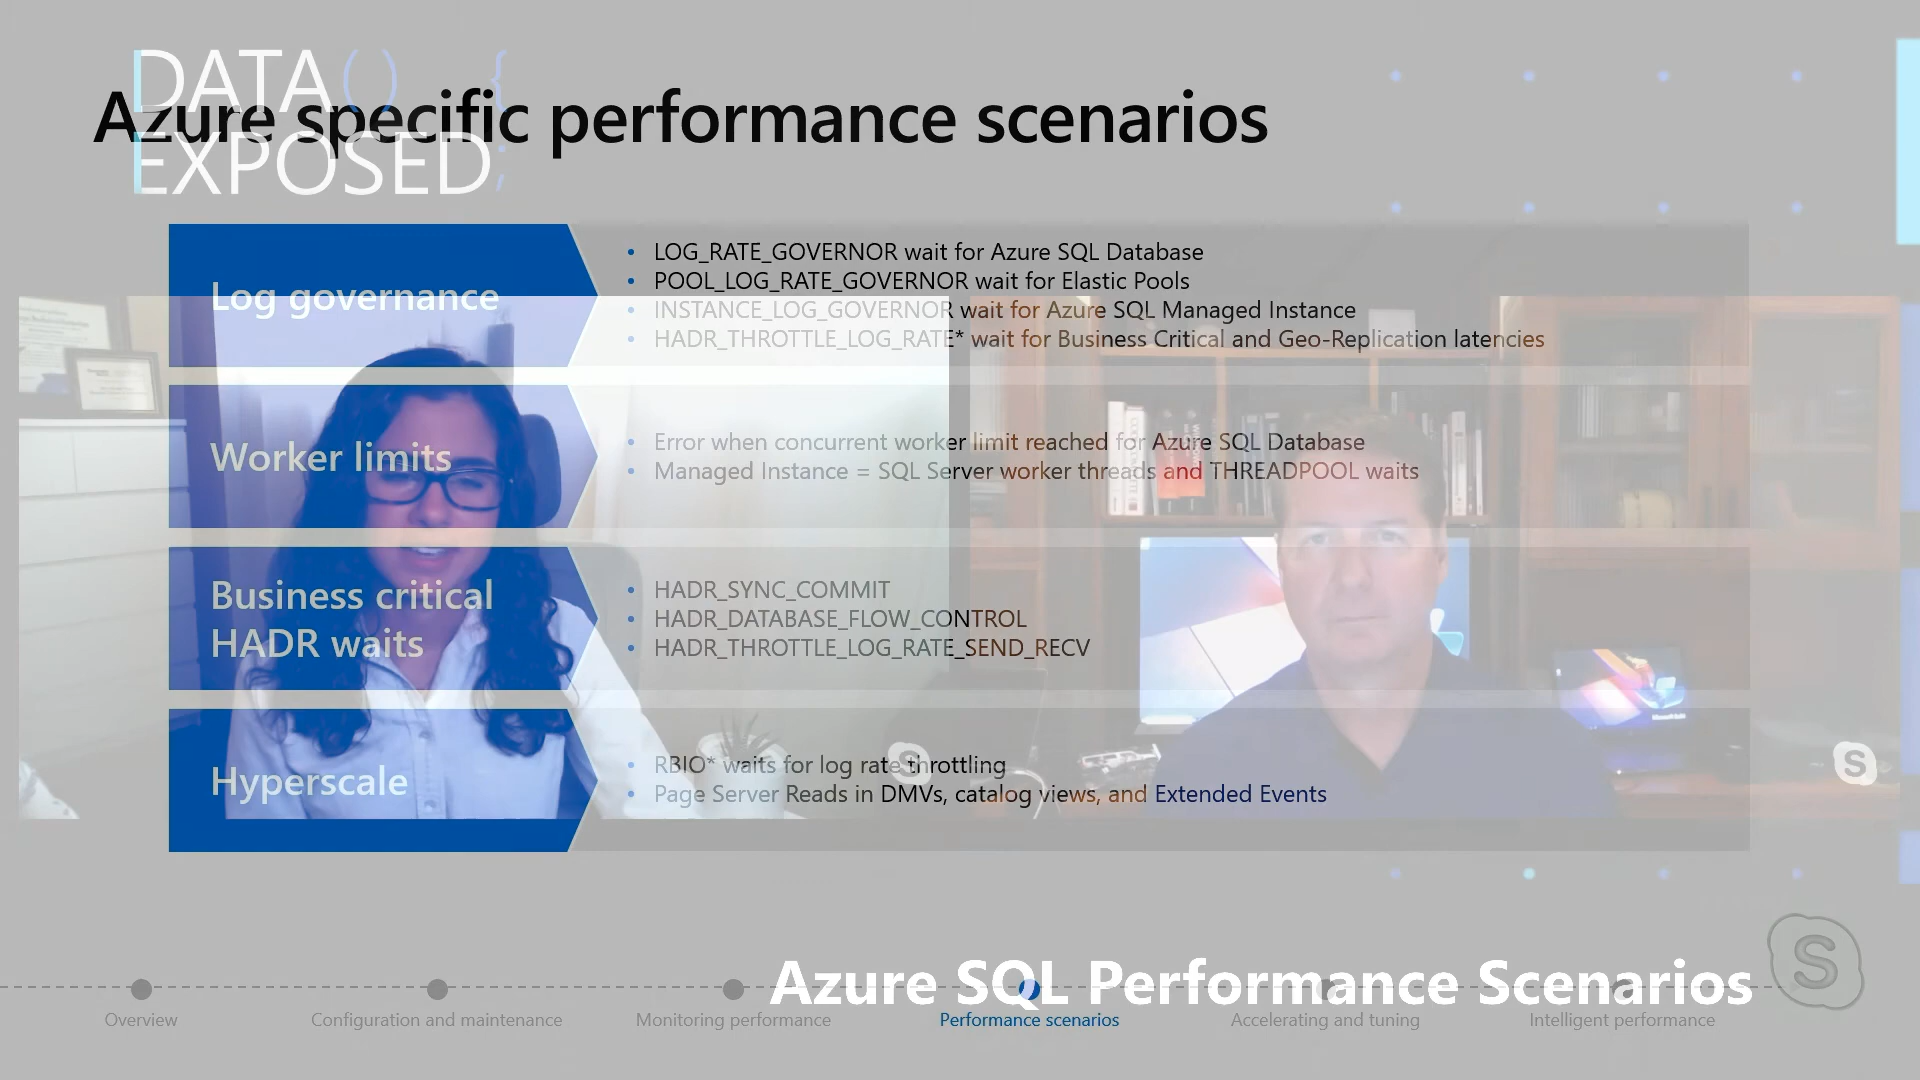 DATA() {
EXPOSED;
Azure specific performance scenarios
Log governance
• LOG_RATE_GOVERNOR wait for Azure SQL Database
• POOL_LOG_RATE_GOVERNOR wait for Elastic Pools
• INSTANCE_LOG_GOVERNOR wait for Azure SQL Managed Instance
• HADR_THROTTLE_LOG_RATE* wait for Business Critical and Geo-Replication latencies
Worker limits
• Error when concurrent worker limit reached for Azure SQL Database
• Managed Instance = SQL Server worker threads and THREADPOOL waits
Business critical
HADR waits
• HADR_SYNC_COMMIT
• HADR_DATABASE_FLOW_CONTROL
• HADR_THROTTLE_LOG_RATE_SEND_RECV
Hyperscale
• RBIO* waits for log rate throttling
• Page Server Reads in DMVs, catalog views, and Extended Events
Azure SQL Performance Scenarios
Overview
Configuration and maintenance
Monitoring performance
Performance scenarios
Accelerating and tuning
Intelligent performance